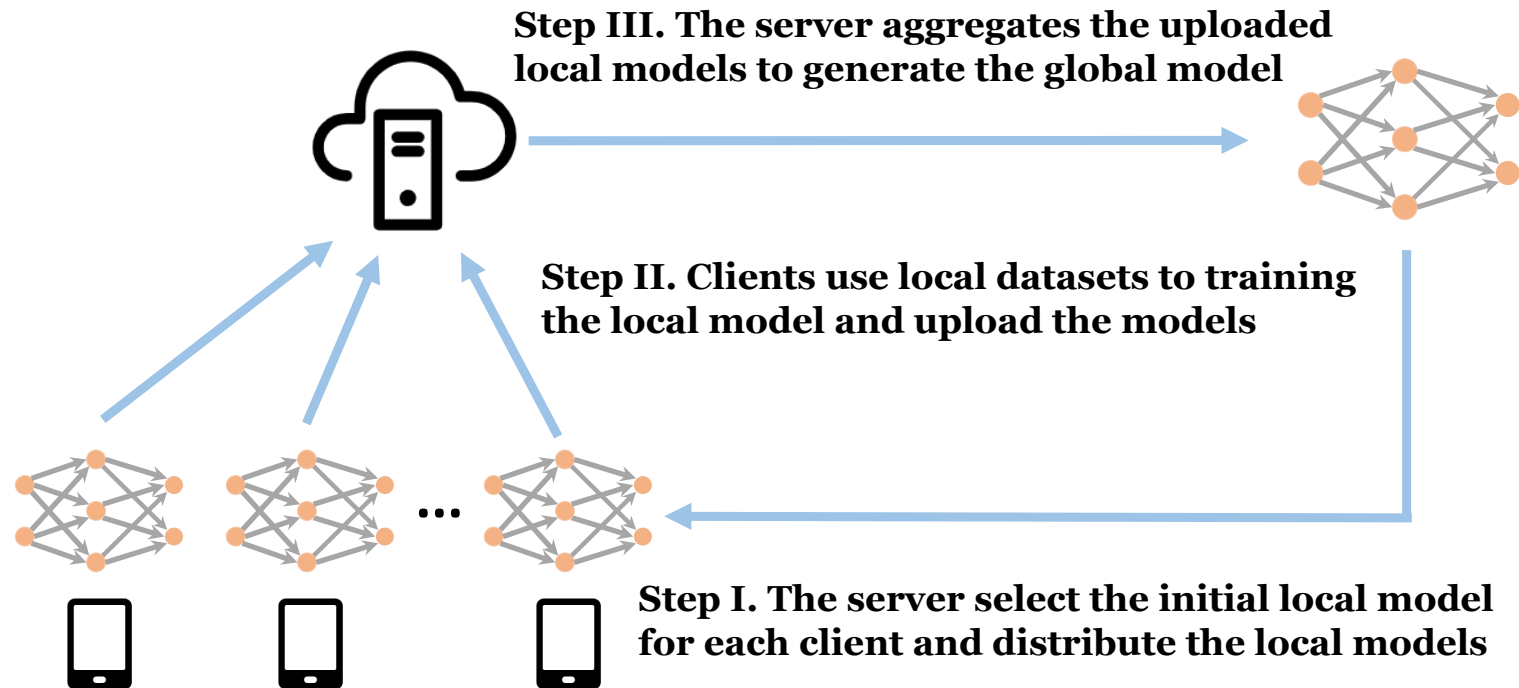 Step III. The server aggregates the uploaded
local models to generate the global model
Step II. Clients use local datasets to training
the local model and upload the models
...
Step I. The server select the initial local model
for each client and distribute the local models